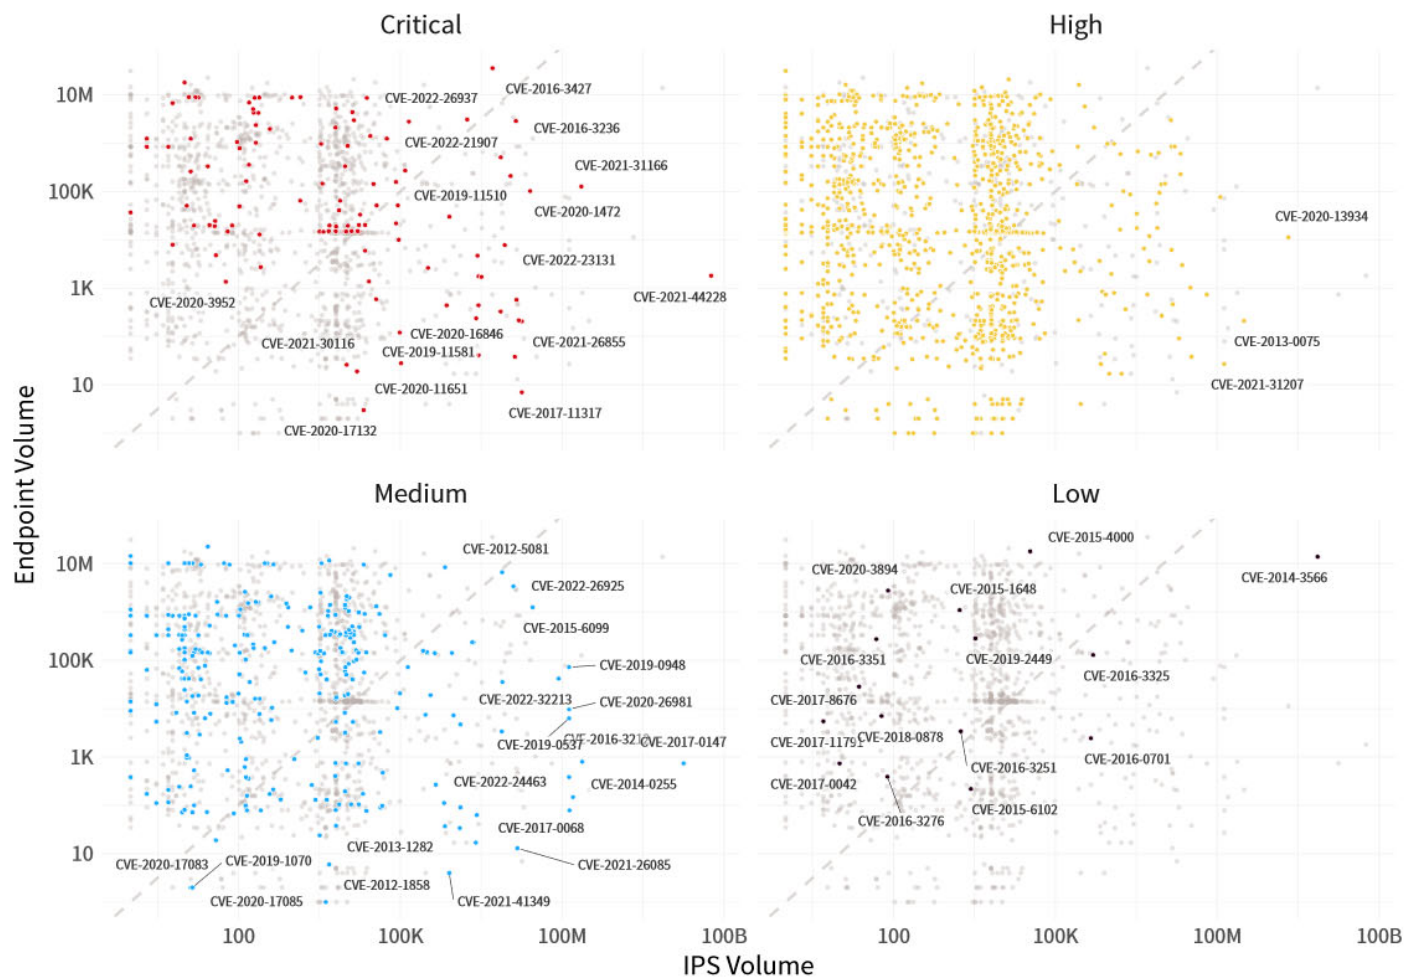 Critical
High
10M
100K
1K
10
CVE-2022-26937
CVE-2016-3427
CVE-2016-3236
CVE-2022-21907
CVE-2021-31166
CVE-2019-11510
CVE-2020-1472
CVE-2022-23131
CVE-2021-44228
CVE-2020-3952
CVE-2020-16846
CVE-2021-30116
CVE-2021-26855
CVE-2019-11581
CVE-2020-11651
CVE-2017-11317
CVE-2020-17132
CVE-2020-13934
CVE-2013-0075
CVE-2021-31207
Endpoint Volume
Medium
Low
10M
100K
1K
10
CVE-2012-5081
CVE-2022-26925
CVE-2015-6099
CVE-2019-0948
CVE-2022-32213
CVE-2020-26981
CVE-2019-0537
CVE-2017-0147
CVE-2022-24463
CVE-2014-0255
CVE-2017-0068
CVE-2013-1282
CVE-2020-17083
CVE-2019-1070
CVE-2021-26085
CVE-2012-1858
CVE-2020-17085
CVE-2021-41349
CVE-2015-4000
CVE-2020-3894
CVE-2014-3566
CVE-2015-1648
CVE-2016-3351
CVE-2019-2449
CVE-2016-3325
CVE-2017-8676
CVE-2017-11791
CVE-2018-0878
CVE-2016-0701
CVE-2016-3251
CVE-2017-0042
CVE-2015-6102
CVE-2016-3276
100
100K
100M
100B
100
100K
100M
100B
IPS Volume